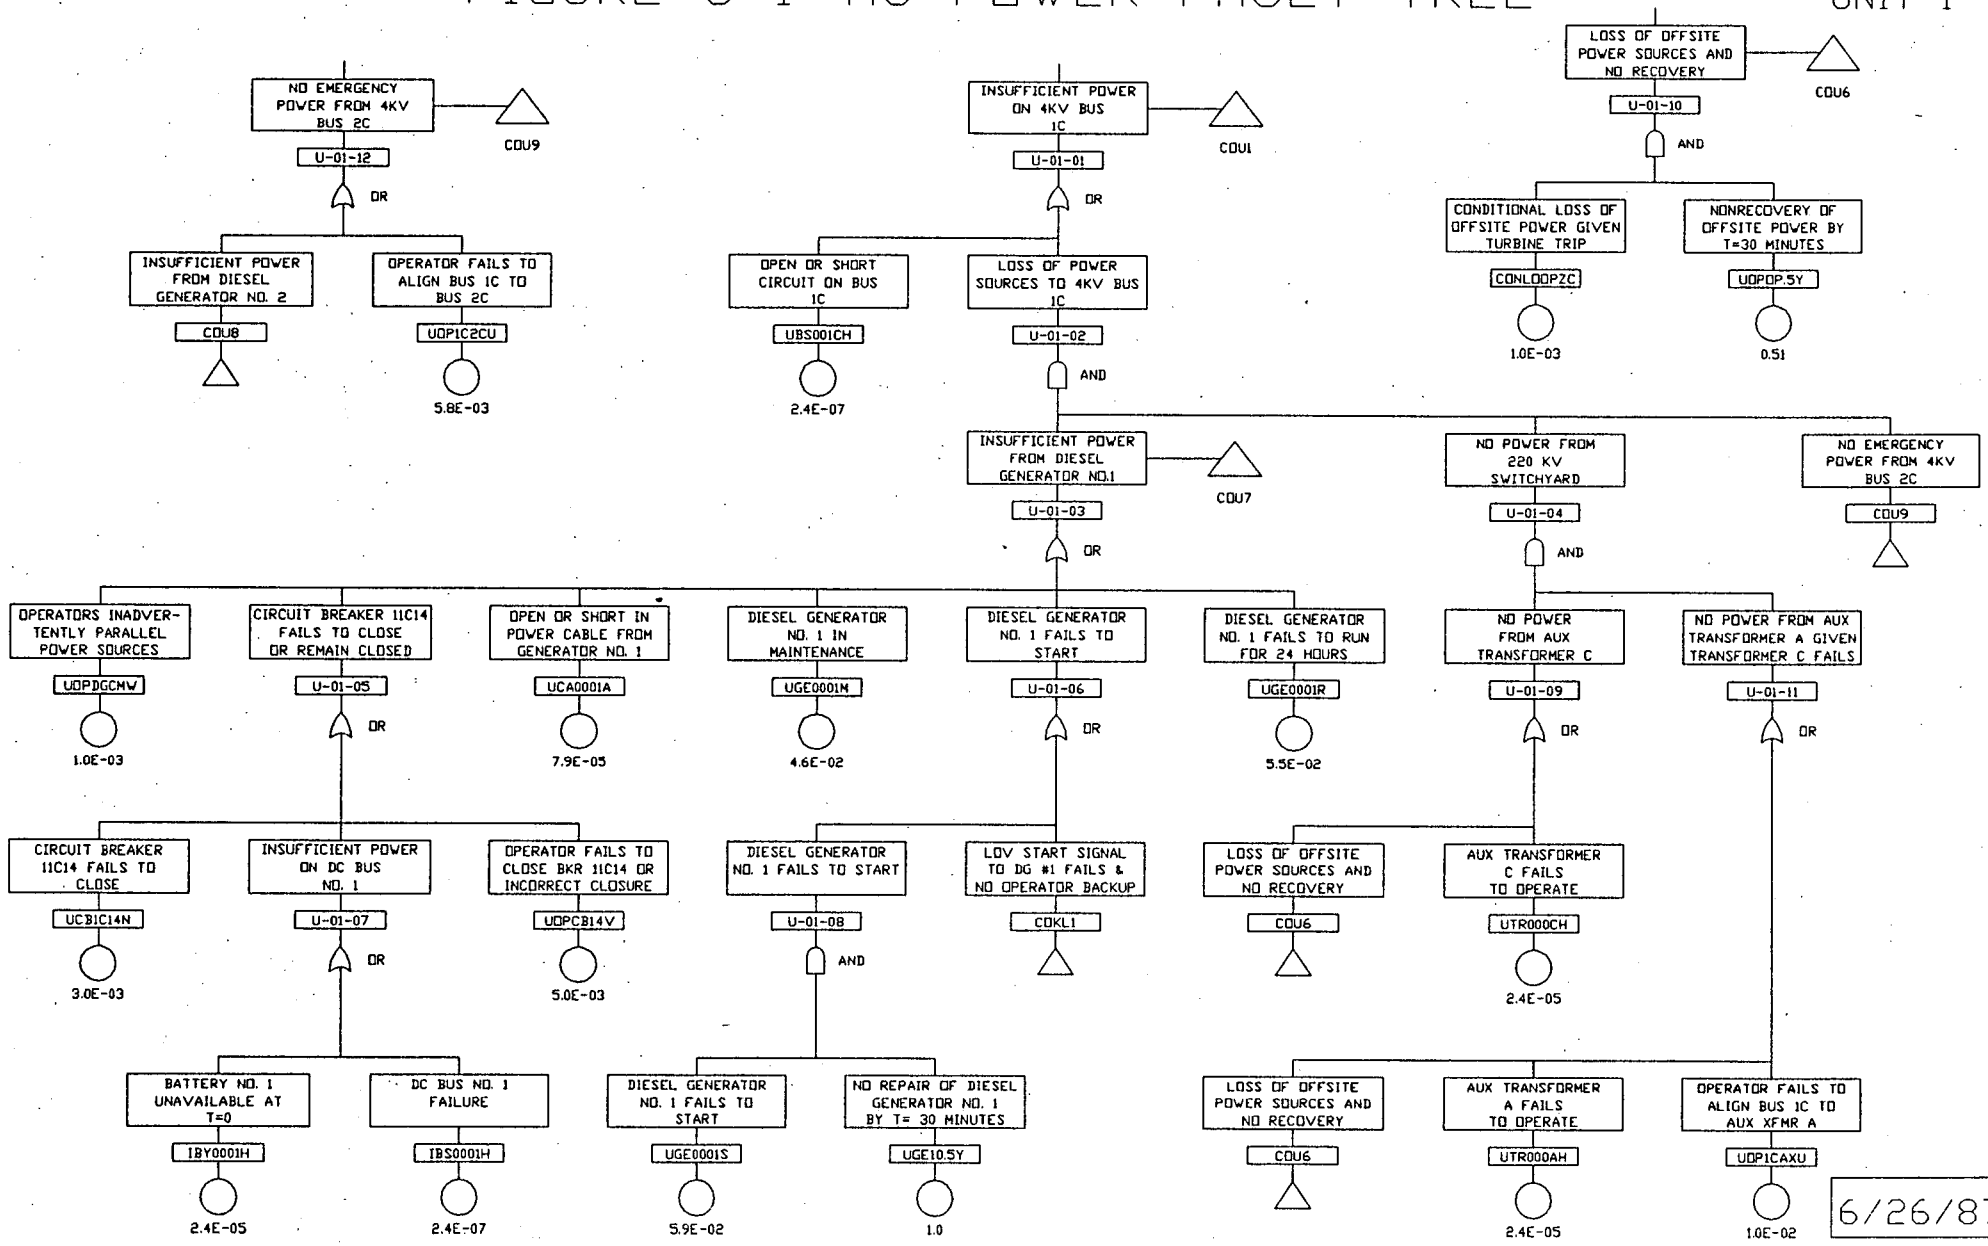 UNIT 1
LOSS OF OFFSITE
POWER SOURCES AND
NO RECOVERY
COU6
U-01-10
AND
CONDITIONAL LOSS OF
OFFSITE POWER GIVEN
TURBINE TRIP
CONLOOP2C
1.0E-03
NONRECOVERY OF
OFFSITE POWER BY
T=30 MINUTES
UOPOP.5Y
0.51
NO EMERGENCY
POWER FROM 4KV
BUS 2C
COU9
U-01-12
OR
INSUFFICIENT POWER
FROM DIESEL
GENERATOR NO. 2
COU8
OPERATOR FAILS TO
ALIGN BUS 1C TO
BUS 2C
UOP1C2CU
5.8E-03
INSUFFICIENT POWER
ON 4KV BUS
1C
COU1
U-01-01
OR
OPEN OR SHORT
CIRCUIT ON BUS
1C
UBS001CH
2.4E-07
LOSS OF POWER
SOURCES TO 4KV BUS
1C
U-01-02
AND
INSUFFICIENT POWER
FROM DIESEL
GENERATOR NO.1
COU7
U-01-03
OR
NO POWER FROM
220 KV
SWITCHYARD
U-01-04
AND
NO EMERGENCY
POWER FROM 4KV
BUS 2C
COU9
OPERATORS INADVER-
TENTLY PARALLEL
POWER SOURCES
UOPDGCMW
1.0E-03
CIRCUIT BREAKER 11C14
FAILS TO CLOSE
OR REMAIN CLOSED
U-01-05
OR
OPEN OR SHORT IN
POWER CABLE FROM
GENERATOR NO. 1
UCA0001A
7.9E-05
DIESEL GENERATOR
NO. 1 IN
MAINTENANCE
UGE0001M
4.6E-02
DIESEL GENERATOR
NO. 1 FAILS TO
START
U-01-06
OR
DIESEL GENERATOR
NO. 1 FAILS TO RUN
FOR 24 HOURS
UGE0001R
5.5E-02
NO POWER
FROM AUX
TRANSFORMER C
U-01-09
OR
NO POWER FROM AUX
TRANSFORMER A GIVEN
TRANSFORMER C FAILS
U-01-11
OR
CIRCUIT BREAKER
11C14 FAILS TO
CLOSE
UCB1C14N
3.0E-03
INSUFFICIENT POWER
ON DC BUS
NO. 1
U-01-07
OR
OPERATOR FAILS TO
CLOSE BKR 11C14 OR
INCORRECT CLOSURE
UOPCB14V
5.0E-03
DIESEL GENERATOR
NO. 1 FAILS TO START
U-01-08
AND
LOV START SIGNAL
TO DG #1 FAILS &
NO OPERATOR BACKUP
COKL1
LOSS OF OFFSITE
POWER SOURCES AND
NO RECOVERY
COU6
AUX TRANSFORMER
C FAILS
TO OPERATE
UTR000CH
2.4E-05
BATTERY NO. 1
UNAVAILABLE AT
T=0
IBY0001H
2.4E-05
DC BUS NO. 1
FAILURE
IBS0001H
2.4E-07
DIESEL GENERATOR
NO. 1 FAILS TO
START
UGE0001S
5.9E-02
NO REPAIR OF DIESEL
GENERATOR NO. 1
BY T= 30 MINUTES
UGE10.5Y
1.0
LOSS OF OFFSITE
POWER SOURCES AND
NO RECOVERY
COU6
AUX TRANSFORMER
A FAILS
TO OPERATE
UTR000AH
2.4E-05
OPERATOR FAILS TO
ALIGN BUS 1C TO
AUX XFMR A
UOP1CAXU
1.0E-02
6/26/87